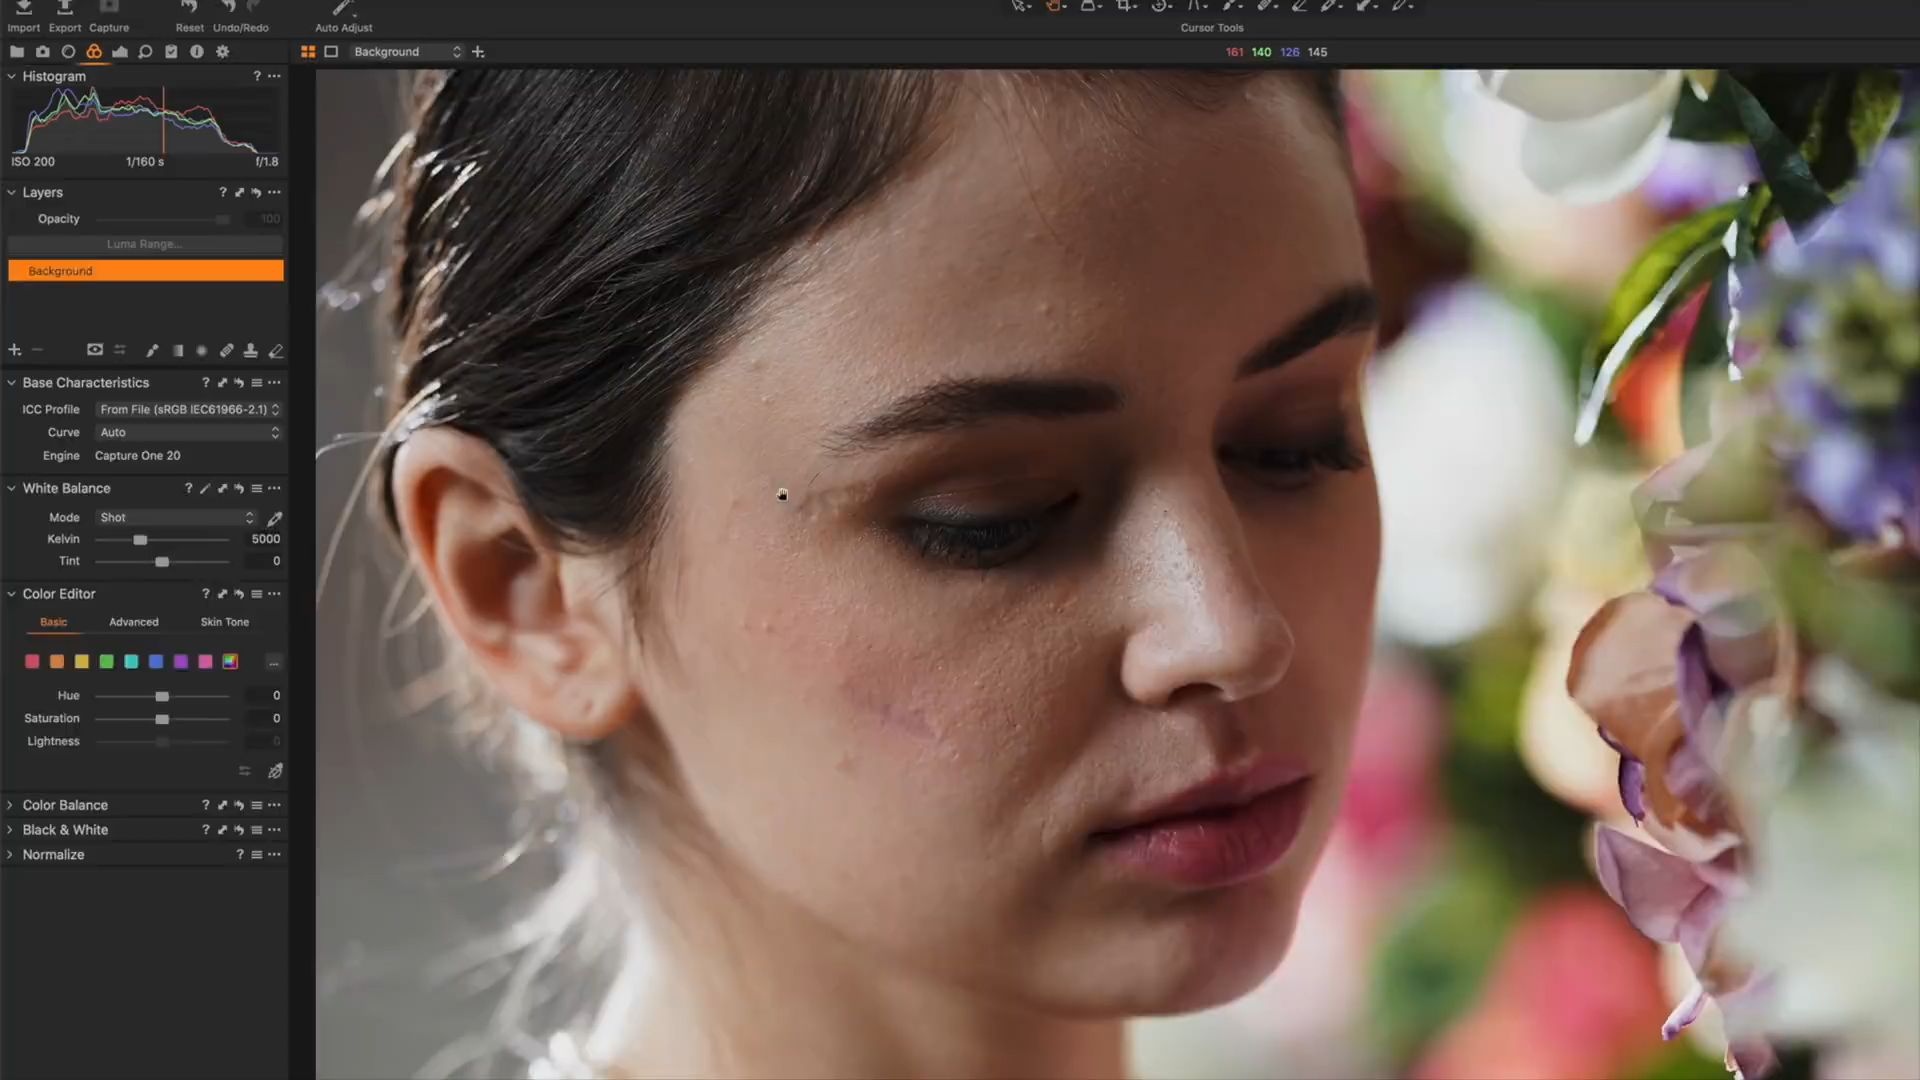 Import Export Capture Reset Undo/Redo Auto Adjust Cursor Tools
Background 161 140 126 145
Histogram ? ...
ISO 200 1/160 s f/1.8
Layers ? ...
Opacity 100
Luma Range...
Background
Base Characteristics ? ...
ICC Profile From File (sRGB IEC61966-2.1)
Curve Auto
Engine Capture One 20
White Balance ? ...
Mode Shot
Kelvin 5000
Tint 0
Color Editor ? ...
Basic Advanced Skin Tone
...
Hue 0
Saturation 0
Lightness 0
Color Balance ? ...
Black & White ? ...
Normalize ? ...